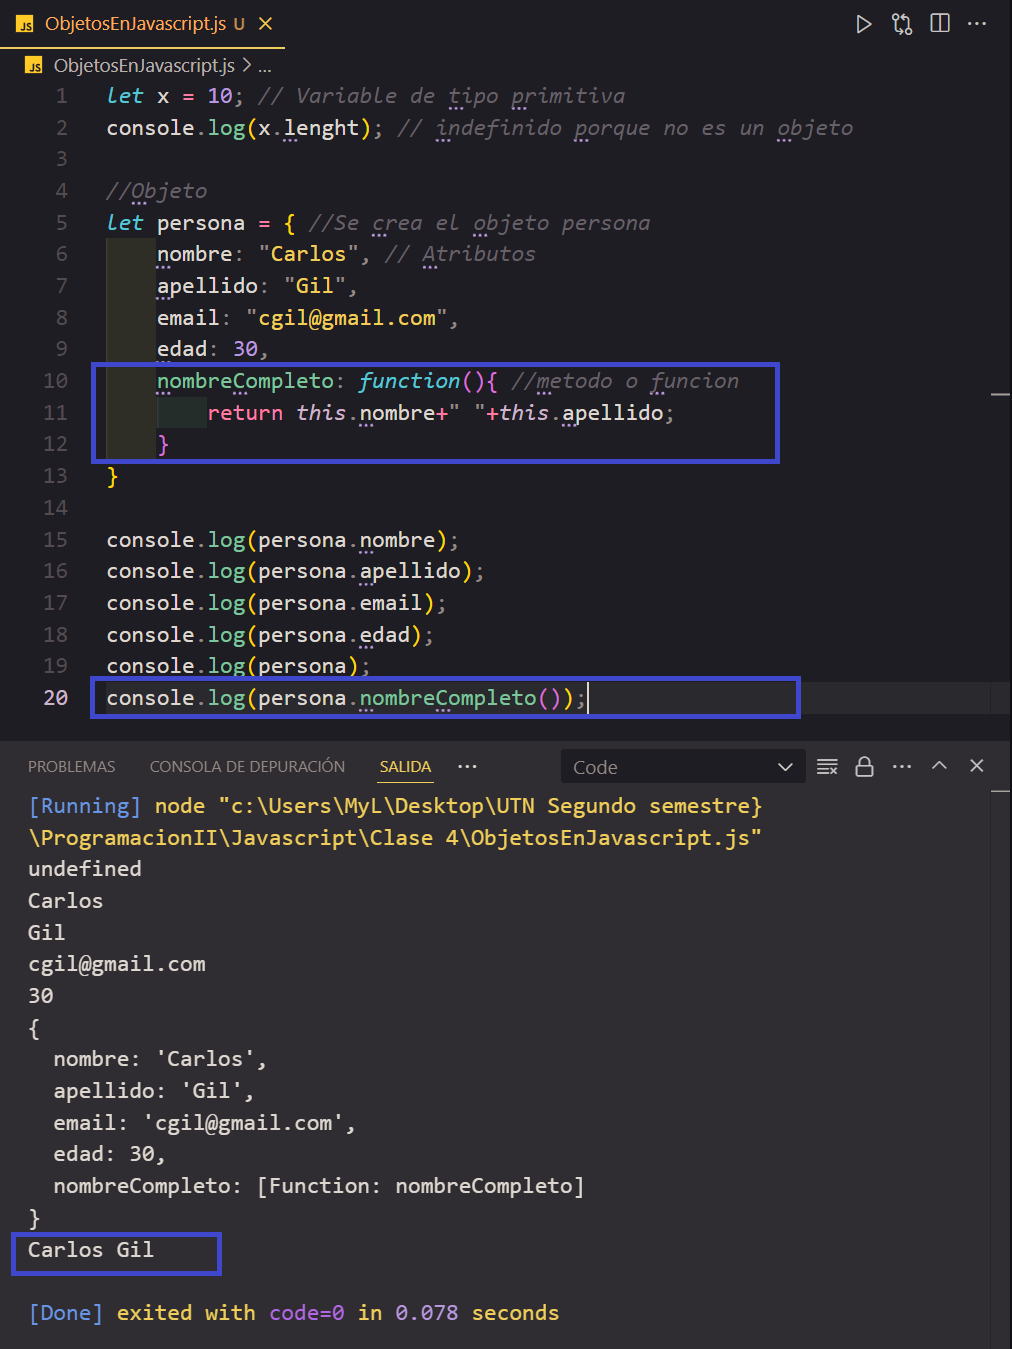 JS ObjetosEnJavascript.js U
JS ObjetosEnJavascript.js > ...
1 let x = 10; // Variable de tipo primitiva
2 console.log(x.lenght); // indefinido porque no es un objeto
3
4 //Objeto
5 let persona = { //Se crea el objeto persona
6 nombre: "Carlos", // Atributos
7 apellido: "Gil",
8 email: "cgil@gmail.com",
9 edad: 30,
10 nombreCompleto: function(){ //metodo o funcion
11 return this.nombre+" "+this.apellido;
12 }
13 }
14
15 console.log(persona.nombre);
16 console.log(persona.apellido);
17 console.log(persona.email);
18 console.log(persona.edad);
19 console.log(persona);
20 console.log(persona.nombreCompleto());
PROBLEMAS CONSOLA DE DEPURACIÓN SALIDA ... Code
[Running] node "c:\Users\MyL\Desktop\UTN Segundo semestre}
\ProgramacionII\Javascript\Clase 4\ObjetosEnJavascript.js"
undefined
Carlos
Gil
cgil@gmail.com
30
{
nombre: 'Carlos',
apellido: 'Gil',
email: 'cgil@gmail.com',
edad: 30,
nombreCompleto: [Function: nombreCompleto]
}
Carlos Gil
[Done] exited with code=0 in 0.078 seconds